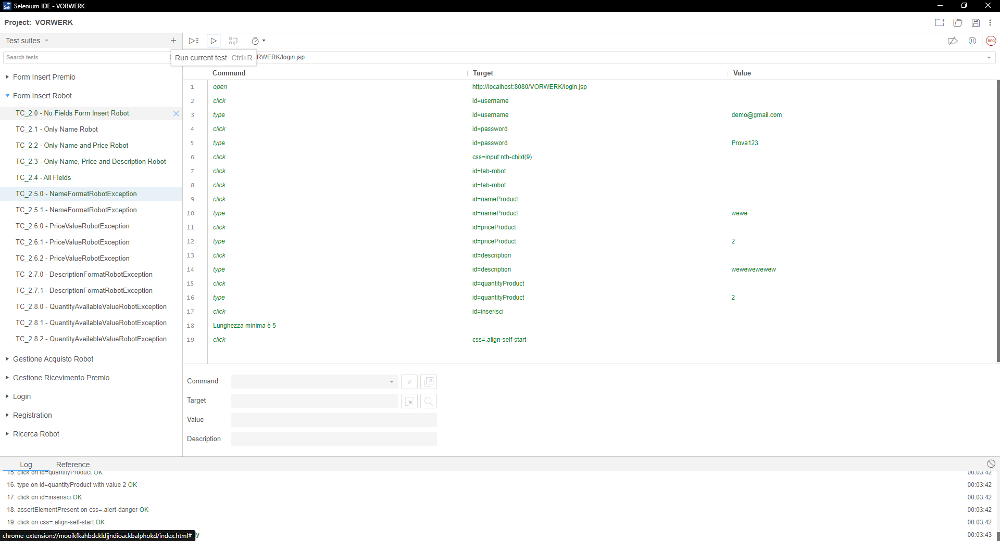 Selenium IDE - VORWERK
Project: VORWERK
Test suites
Search tests...
Run current test Ctrl+R
RWERK/login.jsp
REC
Form Insert Premio
Form Insert Robot
TC_2.0 - No Fields Form Insert Robot
TC_2.1 - Only Name Robot
TC_2.2 - Only Name and Price Robot
TC_2.3 - Only Name, Price and Description Robot
TC_2.4 - All Fields
TC_2.5.0 - NameFormatRobotException
TC_2.5.1 - NameFormatRobotException
TC_2.6.0 - PriceValueRobotException
TC_2.6.1 - PriceValueRobotException
TC_2.6.2 - PriceValueRobotException
TC_2.7.0 - DescriptionFormatRobotException
TC_2.7.1 - DescriptionFormatRobotException
TC_2.8.0 - QuantityAvailableValueRobotException
TC_2.8.1 - QuantityAvailableValueRobotException
TC_2.8.2 - QuantityAvailableValueRobotException
Gestione Acquisto Robot
Gestione Ricevimento Premio
Login
Registration
Ricerca Robot
Command Target Value
1 open http://localhost:8080/VORWERK/login.jsp
2 click id=username
3 type id=username demo@gmail.com
4 click id=password
5 type id=password Prova123
6 click css=input:nth-child(9)
7 click id=tab-robot
8 click id=tab-robot
9 click id=nameProduct
10 type id=nameProduct wewe
11 click id=priceProduct
12 type id=priceProduct 2
13 click id=description
14 type id=description wewewewewew
15 click id=quantityProduct
16 type id=quantityProduct 2
17 click id=inserisci
18 Lunghezza minima è 5
19 click css=.align-self-start
Command //
Target
Value
Description
Log Reference
15. click on id=quantityProduct OK 00:03:42
16. type on id=quantityProduct with value 2 OK 00:03:42
17. click on id=inserisci OK 00:03:42
18. assertElementPresent on css=.alert-danger OK 00:03:42
19. click on css=.align-self-start OK 00:03:42
chrome-extension://mooikfkahbdckldjjndioackbalphokd/index.html# y 00:03:43